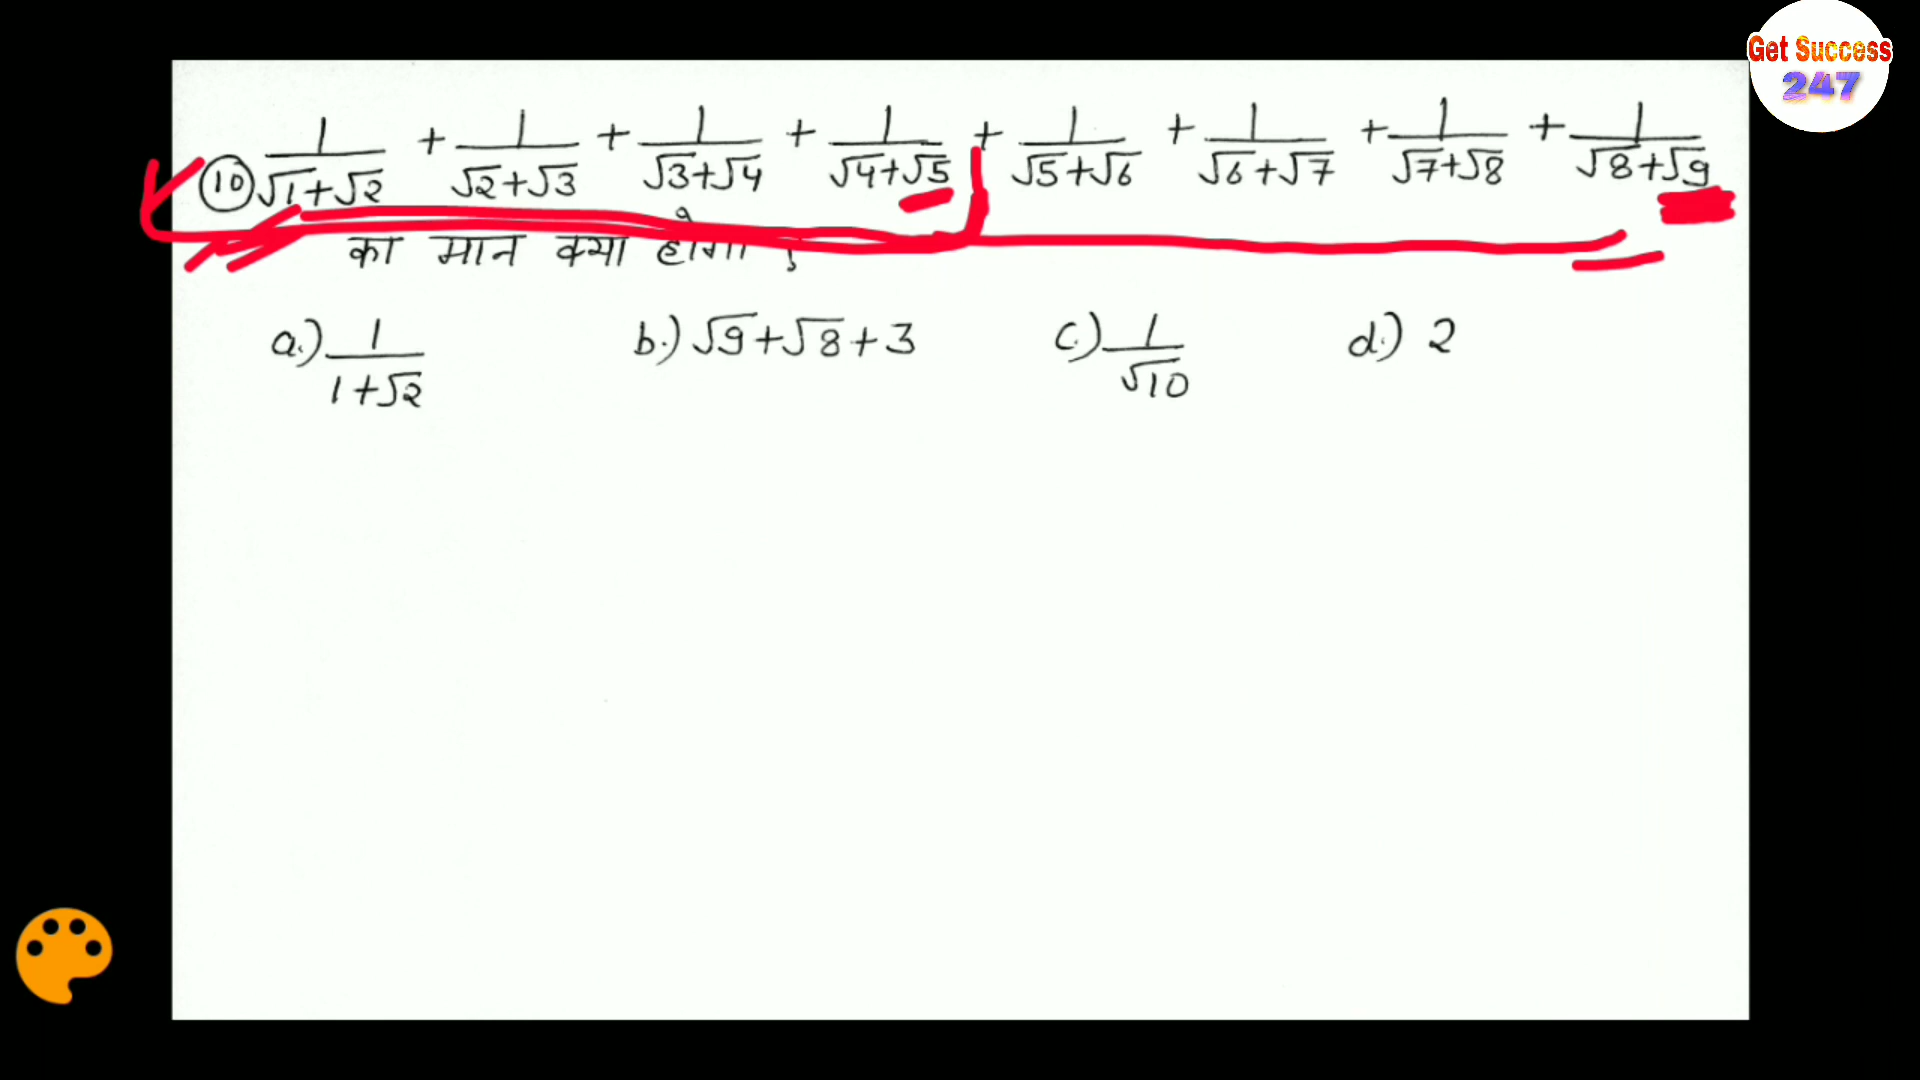 Get Success
247
⑩ 1/(√1+√2) + 1/(√2+√3) + 1/(√3+√4) + 1/(√4+√5) + 1/(√5+√6) + 1/(√6+√7) + 1/(√7+√8) + 1/(√8+√9)
का मान क्या होगा ?
a.) 1/(1+√2) b.) √9+√8+3 c.) 1/√10 d.) 2